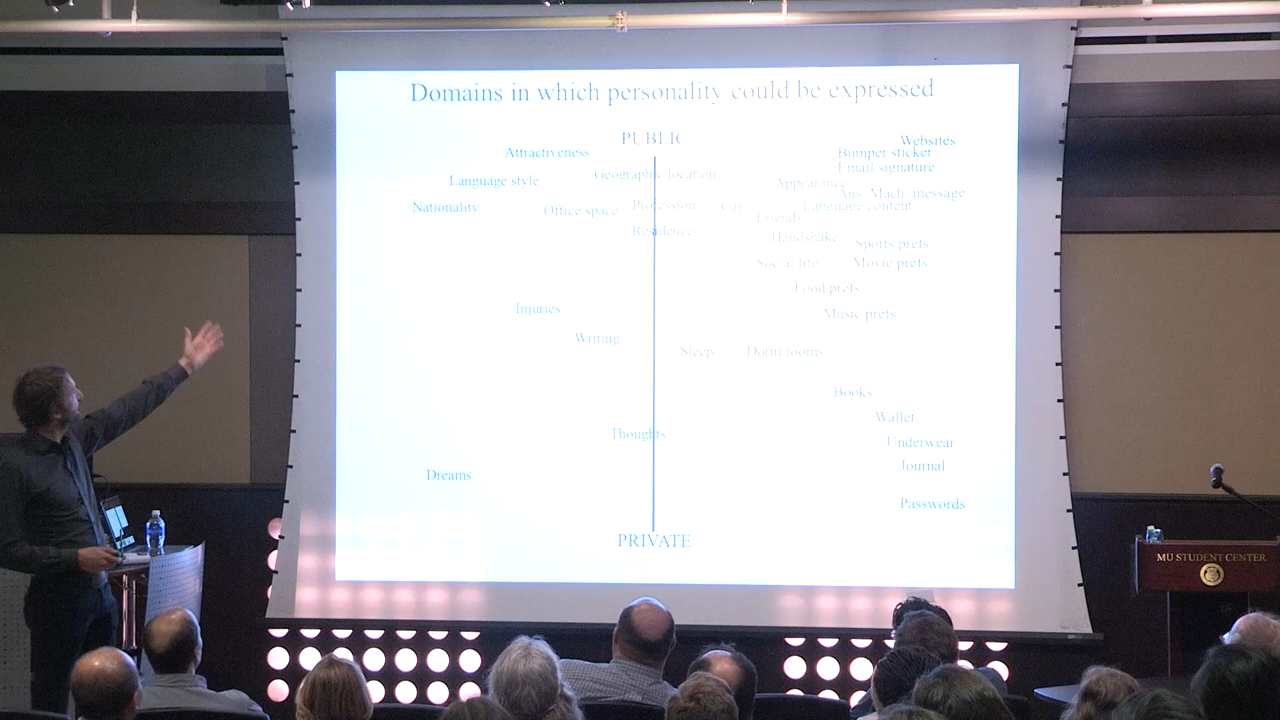 Domains in which personality could be expressed
PUBLIC
Websites
Attractiveness
Bumper sticker
Email signature
Geographic location
Language style
Appearance
Ans. Mach. message
Nationality
Office space
Profession
Car
Language content
Friends
Residence
Handshake
Sports prefs
Social life
Movie prefs
Food prefs
Injuries
Music prefs
Writing
Sleep
Dorm rooms
Books
Wallet
Thoughts
Underwear
Journal
Dreams
Passwords
PRIVATE
MU STUDENT CENTER